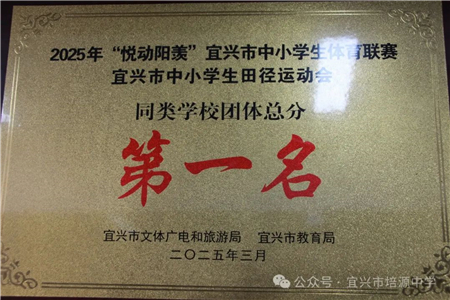 2025年“悦动阳羡”宜兴市中小学生体育联赛
宜兴市中小学生田径运动会
同类学校团体总分
第一名
宜兴市文体广电和旅游局 宜兴市教育局
二〇二五年三月
公众号·宜兴市培源中学